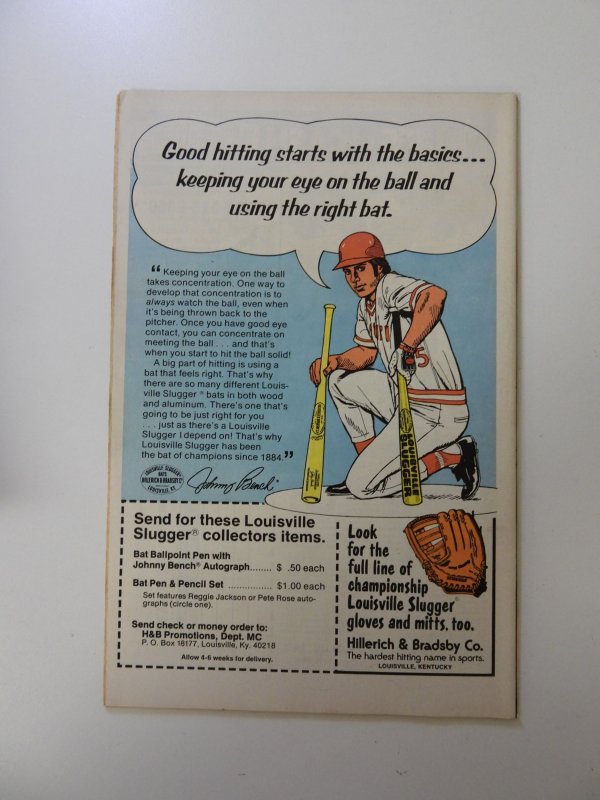 Good hitting starts with the basics...
keeping your eye on the ball and
using the right bat.
“ Keeping your eye on the ball
takes concentration. One way to
develop that concentration is to
always watch the ball, even when
it's being thrown back to the
pitcher. Once you have good eye
contact, you can concentrate on
meeting the ball . . . and that's
when you start to hit the ball solid!
A big part of hitting is using a
bat that feels right. That's why
there are so many different Louis-
ville Slugger® bats in both wood
and aluminum. There's one that's
going to be just right for you
. . . just as there's a Louisville
Slugger I depend on! That's why
Louisville Slugger has been
the bat of champions since 1884.”
LOUISVILLE SLUGGER
BATS
HILLERICH & BRADSBY Co
LOUISVILLE, KY.
Johnny Bench
5
LOUISVILLE
SLUGGER
Send for these Louisville
Slugger® collectors items.
Bat Ballpoint Pen with
Johnny Bench® Autograph........ $ .50 each
Bat Pen & Pencil Set ................ $1.00 each
Set features Reggie Jackson or Pete Rose auto-
graphs (circle one).
Send check or money order to:
H&B Promotions, Dept. MC
P. O. Box 18177, Louisville, Ky. 40218
Allow 4-6 weeks for delivery.
Look
for the
full line of
championship
Louisville Slugger
gloves and mitts, too.
Hillerich & Bradsby Co.
The hardest hitting name in sports.
LOUISVILLE, KENTUCKY